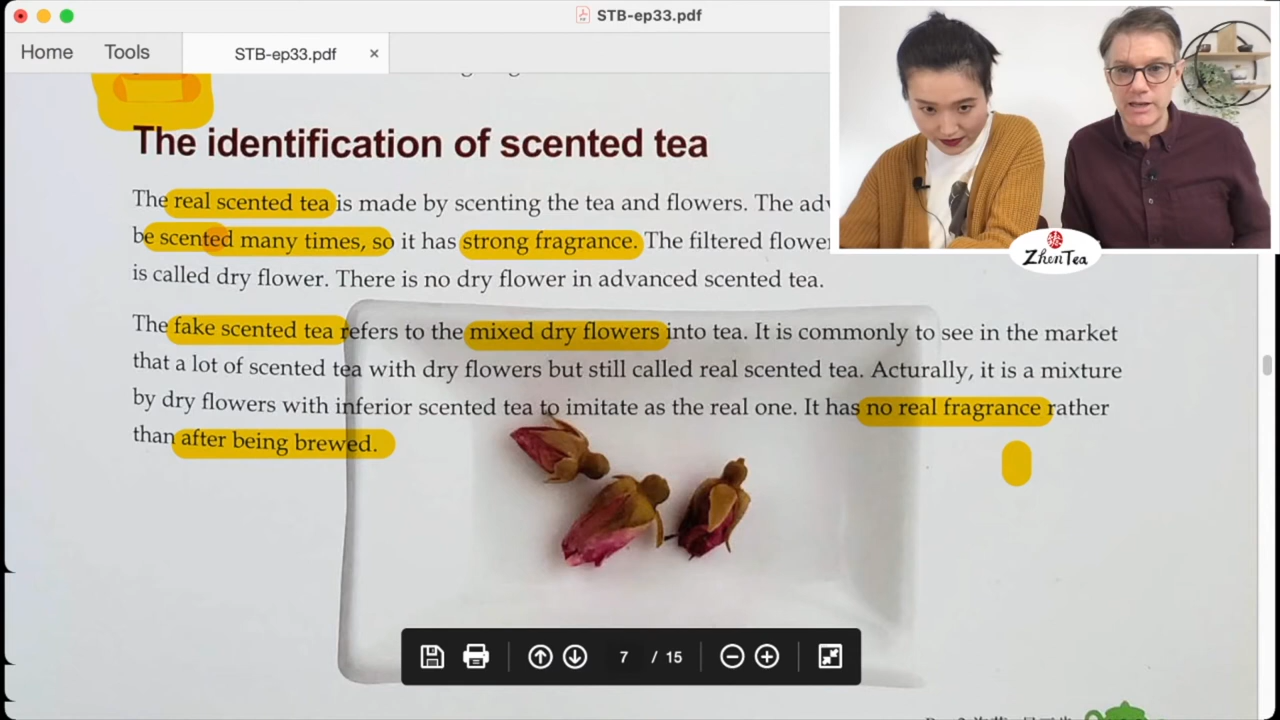 STB-ep33.pdf
Home Tools STB-ep33.pdf ×
The identification of scented tea
The real scented tea is made by scenting the tea and flowers. The adv
be scented many times, so it has strong fragrance. The filtered flower
is called dry flower. There is no dry flower in advanced scented tea.
The fake scented tea refers to the mixed dry flowers into tea. It is commonly to see in the market
that a lot of scented tea with dry flowers but still called real scented tea. Acturally, it is a mixture
by dry flowers with inferior scented tea to imitate as the real one. It has no real fragrance rather
than after being brewed.
ZhenTea
7 / 15